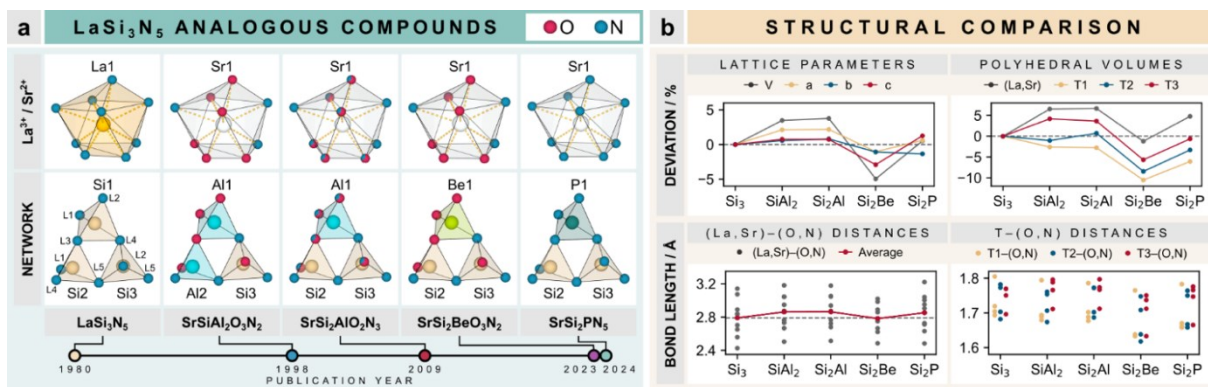 a LaSi₃N₅ ANALOGOUS COMPOUNDS O N
La³⁺ / Sr²⁺
La1 Sr1 Sr1 Sr1 Sr1
NETWORK
Si1 Al1 Al1 Be1 P1
L2
L1
L3 L4
L1 L2
L5 L5
L4
Si2 Si3 Al2 Si3 Si2 Si3 Si2 Si3 Si2 Si3
LaSi₃N₅ SrSiAl₂O₃N₂ SrSi₂AlO₂N₃ SrSi₂BeO₃N₂ SrSi₂PN₅
1980 1998 2009 2023 2024
PUBLICATION YEAR
b STRUCTURAL COMPARISON
LATTICE PARAMETERS
V a b c
DEVIATION / %
5
0
−5
Si₃ SiAl₂ Si₂Al Si₂Be Si₂P
POLYHEDRAL VOLUMES
(La,Sr) T1 T2 T3
5
0
−5
−10
Si₃ SiAl₂ Si₂Al Si₂Be Si₂P
(La,Sr)–(O,N) DISTANCES
(La,Sr)–(O,N) Average
BOND LENGTH / Å
3.2
2.8
2.4
Si₃ SiAl₂ Si₂Al Si₂Be Si₂P
T–(O,N) DISTANCES
T1–(O,N) T2–(O,N) T3–(O,N)
1.8
1.7
1.6
Si₃ SiAl₂ Si₂Al Si₂Be Si₂P